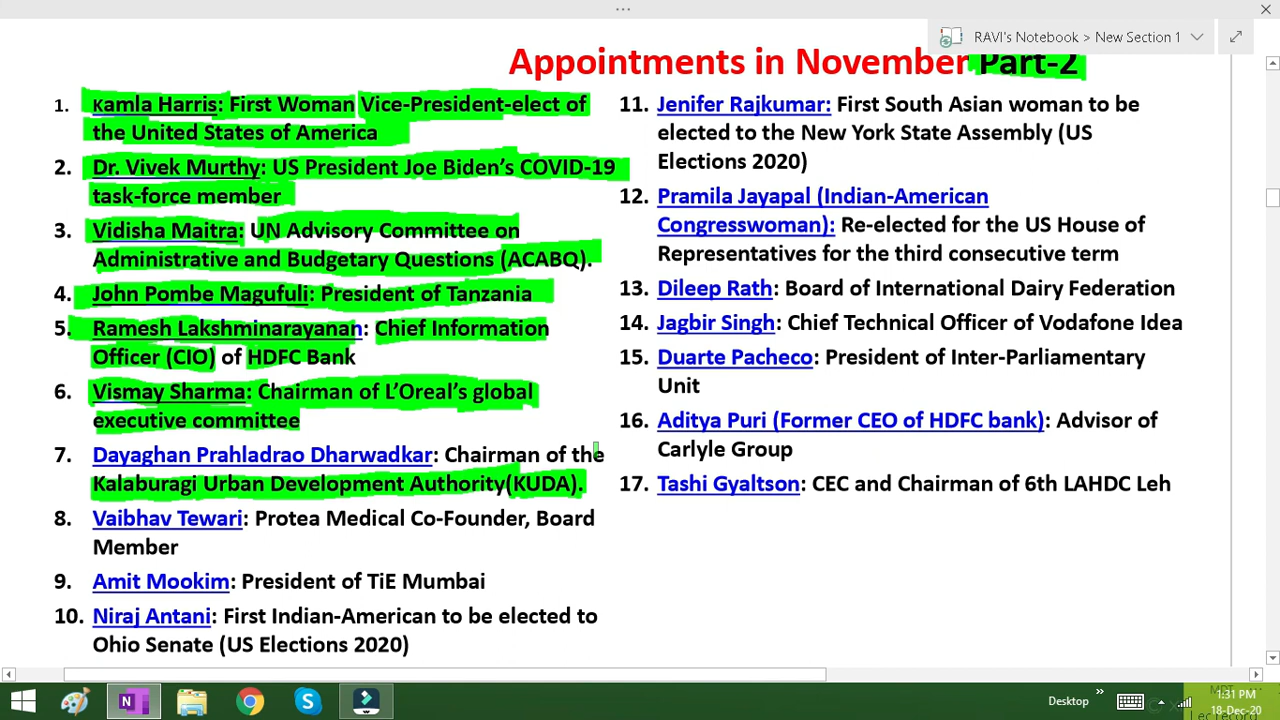 RAVI's Notebook > New Section 1
Appointments in November Part-2
1. Kamla Harris: First Woman Vice-President-elect of
the United States of America
2. Dr. Vivek Murthy: US President Joe Biden's COVID-19
task-force member
3. Vidisha Maitra: UN Advisory Committee on
Administrative and Budgetary Questions (ACABQ).
4. John Pombe Magufuli: President of Tanzania
5. Ramesh Lakshminarayanan: Chief Information
Officer (CIO) of HDFC Bank
6. Vismay Sharma: Chairman of L'Oreal's global
executive committee
7. Dayaghan Prahladrao Dharwadkar: Chairman of the
Kalaburagi Urban Development Authority(KUDA).
8. Vaibhav Tewari: Protea Medical Co-Founder, Board
Member
9. Amit Mookim: President of TiE Mumbai
10. Niraj Antani: First Indian-American to be elected to
Ohio Senate (US Elections 2020)
11. Jenifer Rajkumar: First South Asian woman to be
elected to the New York State Assembly (US
Elections 2020)
12. Pramila Jayapal (Indian-American
Congresswoman): Re-elected for the US House of
Representatives for the third consecutive term
13. Dileep Rath: Board of International Dairy Federation
14. Jagbir Singh: Chief Technical Officer of Vodafone Idea
15. Duarte Pacheco: President of Inter-Parliamentary
Unit
16. Aditya Puri (Former CEO of HDFC bank): Advisor of
Carlyle Group
17. Tashi Gyaltson: CEC and Chairman of 6th LAHDC Leh
Desktop
1:31 PM
18-Dec-20